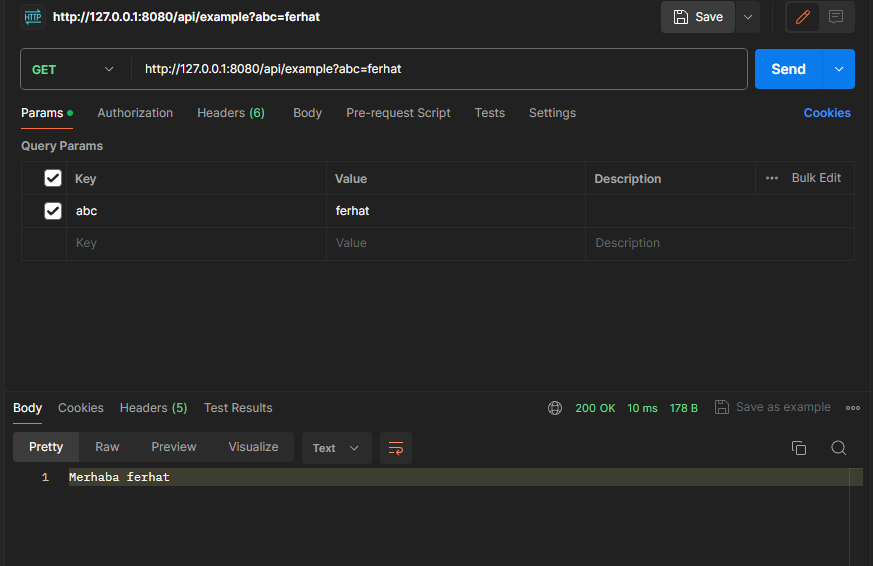 HTTP http://127.0.0.1:8080/api/example?abc=ferhat Save
GET http://127.0.0.1:8080/api/example?abc=ferhat Send
Params Authorization Headers (6) Body Pre-request Script Tests Settings Cookies
Query Params
Key Value Description Bulk Edit
abc ferhat
Key Value Description
Body Cookies Headers (5) Test Results 200 OK 10 ms 178 B Save as example
Pretty Raw Preview Visualize Text
1 Merhaba ferhat